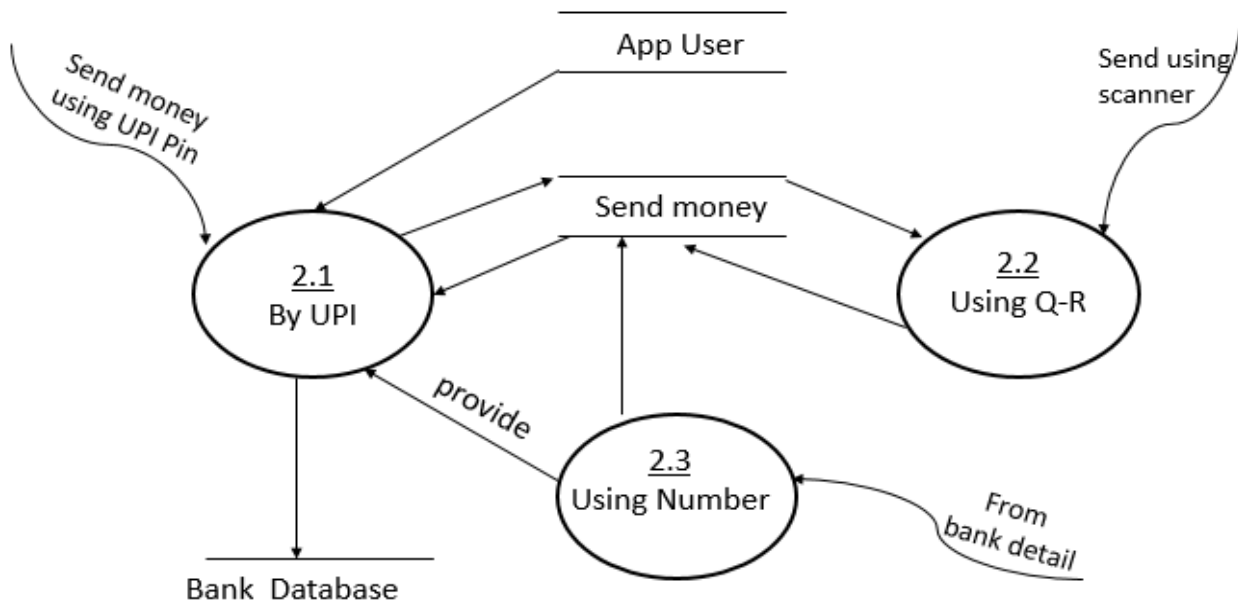 App User
Send money
using UPI Pin
Send using
scanner
Send money
2.1
By UPI
2.2
Using Q-R
provide
2.3
Using Number
From
bank detail
Bank Database